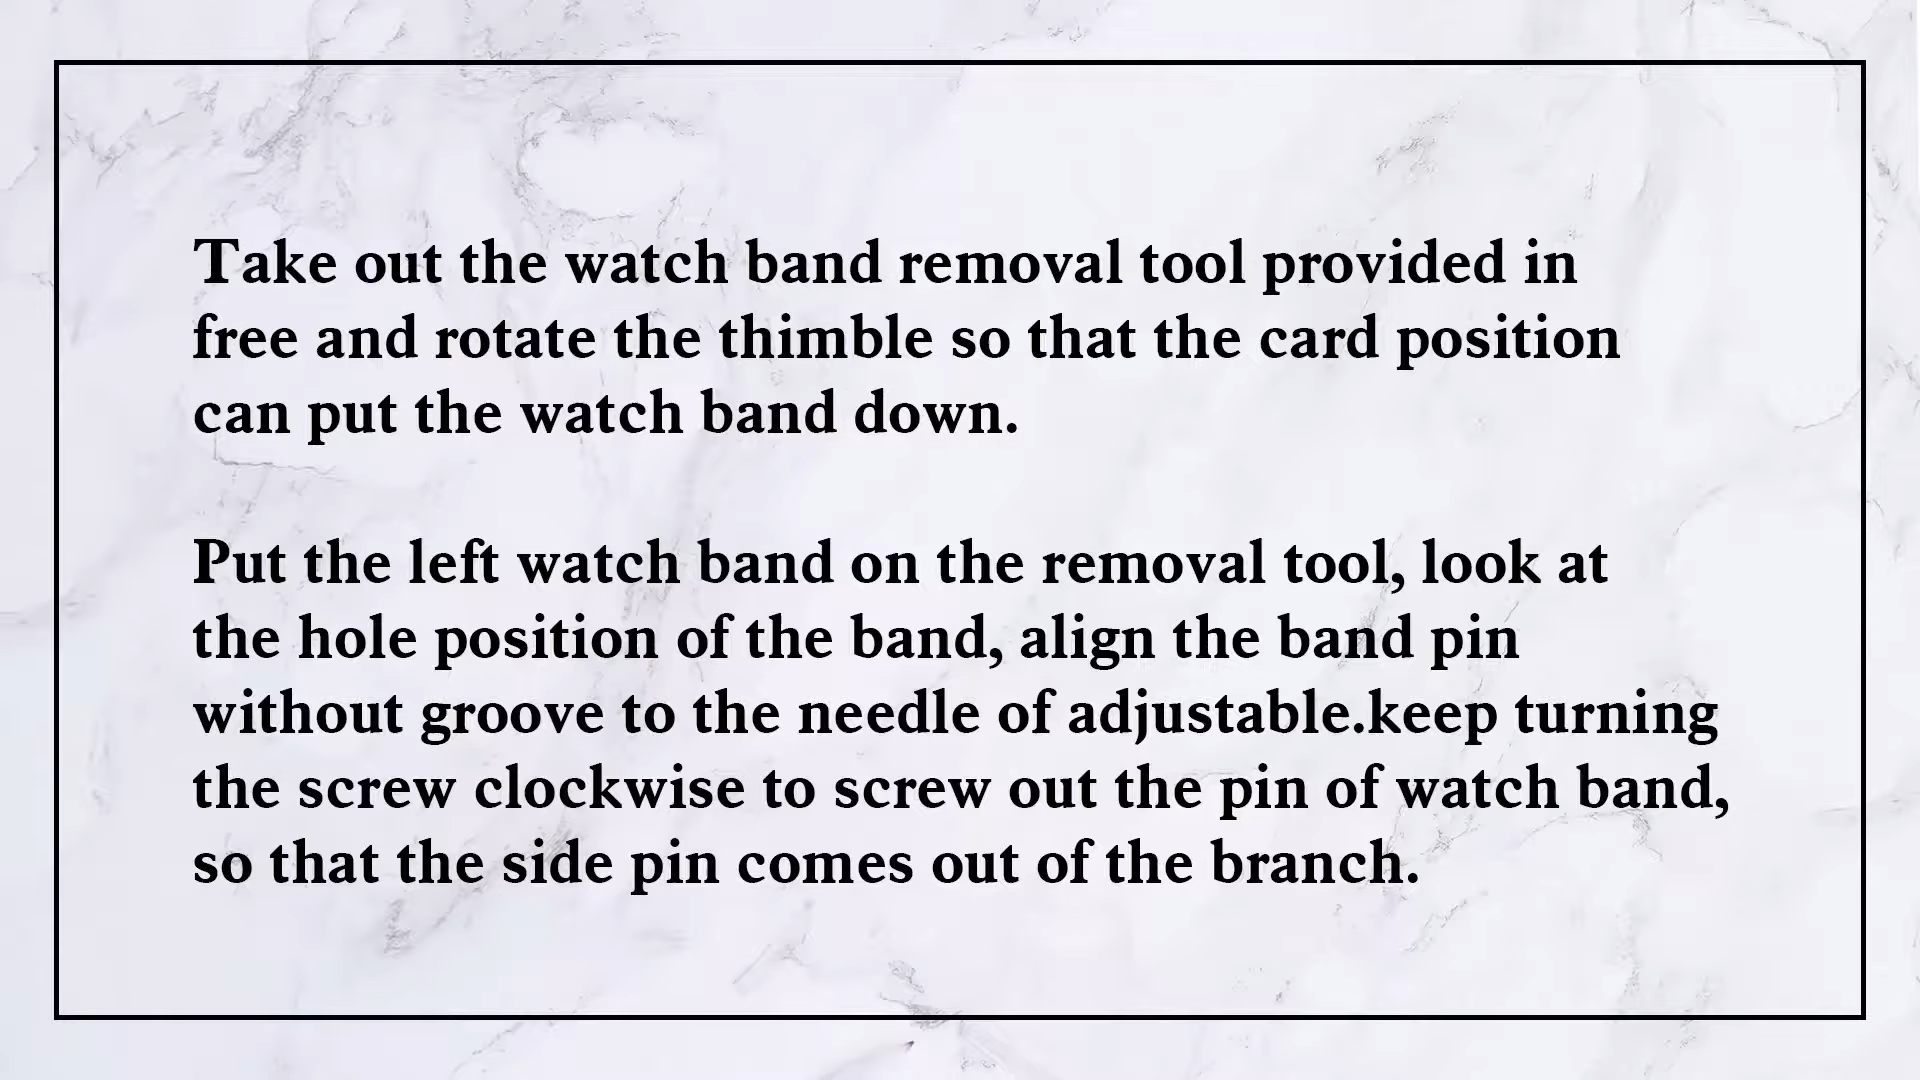 Take out the watch band removal tool provided in
free and rotate the thimble so that the card position
can put the watch band down.
Put the left watch band on the removal tool, look at
the hole position of the band, align the band pin
without groove to the needle of adjustable.keep turning
the screw clockwise to screw out the pin of watch band,
so that the side pin comes out of the branch.